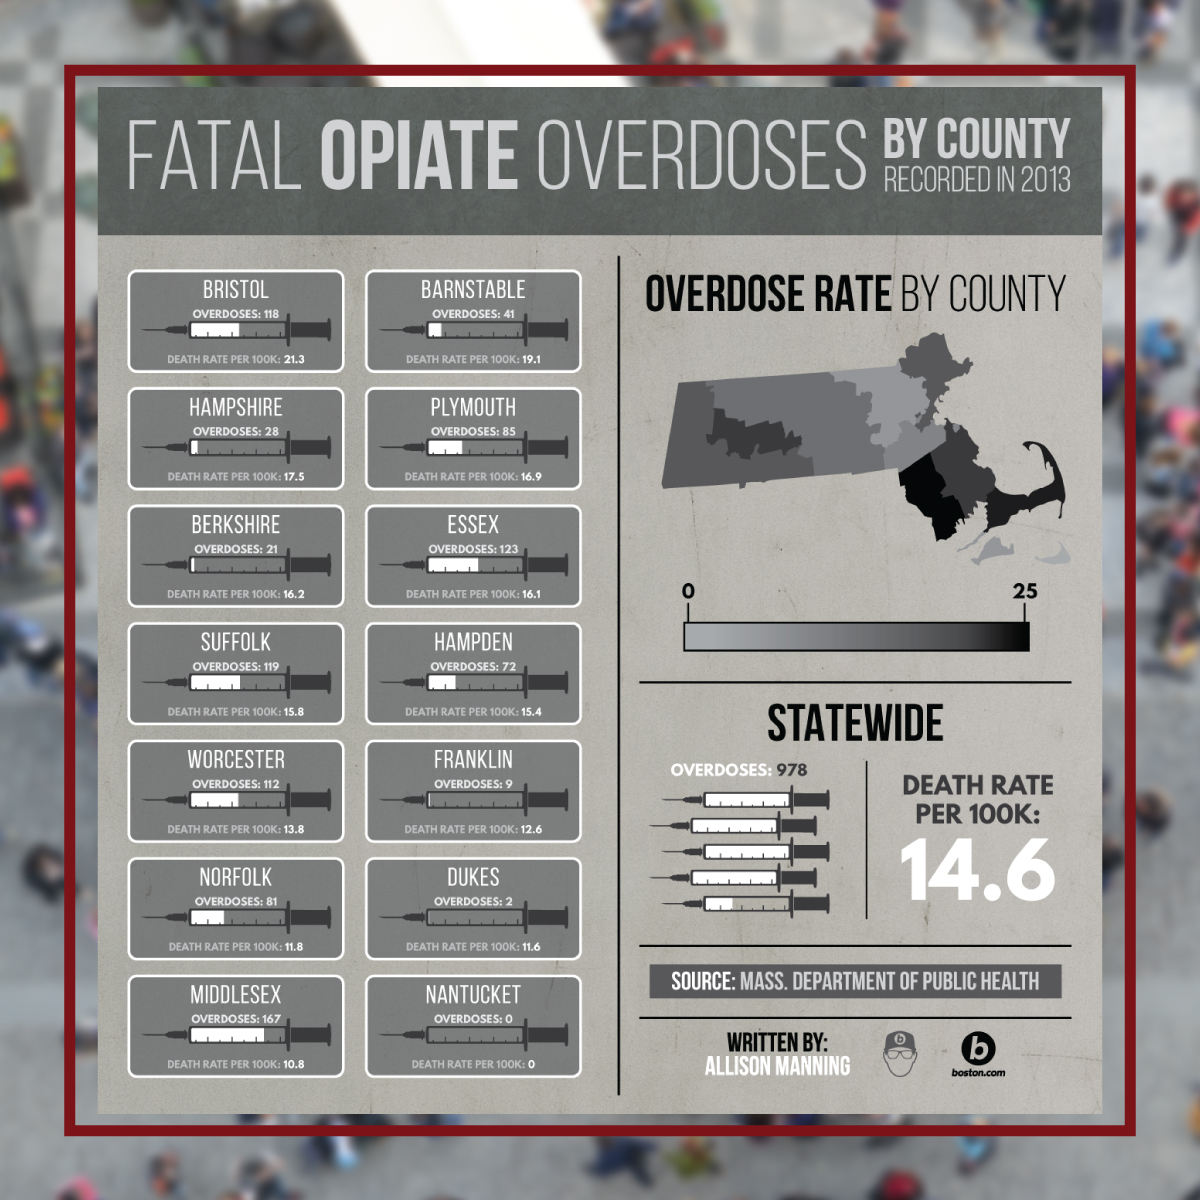 FATAL OPIATE OVERDOSES BY COUNTY
RECORDED IN 2013
BRISTOL
OVERDOSES: 118
DEATH RATE PER 100K: 21.3
BARNSTABLE
OVERDOSES: 41
DEATH RATE PER 100K: 19.1
HAMPSHIRE
OVERDOSES: 28
DEATH RATE PER 100K: 17.5
PLYMOUTH
OVERDOSES: 85
DEATH RATE PER 100K: 16.9
BERKSHIRE
OVERDOSES: 21
DEATH RATE PER 100K: 16.2
ESSEX
OVERDOSES: 123
DEATH RATE PER 100K: 16.1
SUFFOLK
OVERDOSES: 119
DEATH RATE PER 100K: 15.8
HAMPDEN
OVERDOSES: 72
DEATH RATE PER 100K: 15.4
WORCESTER
OVERDOSES: 112
DEATH RATE PER 100K: 13.8
FRANKLIN
OVERDOSES: 9
DEATH RATE PER 100K: 12.6
NORFOLK
OVERDOSES: 81
DEATH RATE PER 100K: 11.8
DUKES
OVERDOSES: 2
DEATH RATE PER 100K: 11.6
MIDDLESEX
OVERDOSES: 167
DEATH RATE PER 100K: 10.8
NANTUCKET
OVERDOSES: 0
DEATH RATE PER 100K: 0
OVERDOSE RATE BY COUNTY
0 25
STATEWIDE
OVERDOSES: 978
DEATH RATE
PER 100K:
14.6
SOURCE: MASS. DEPARTMENT OF PUBLIC HEALTH
WRITTEN BY:
ALLISON MANNING
b
b
boston.com